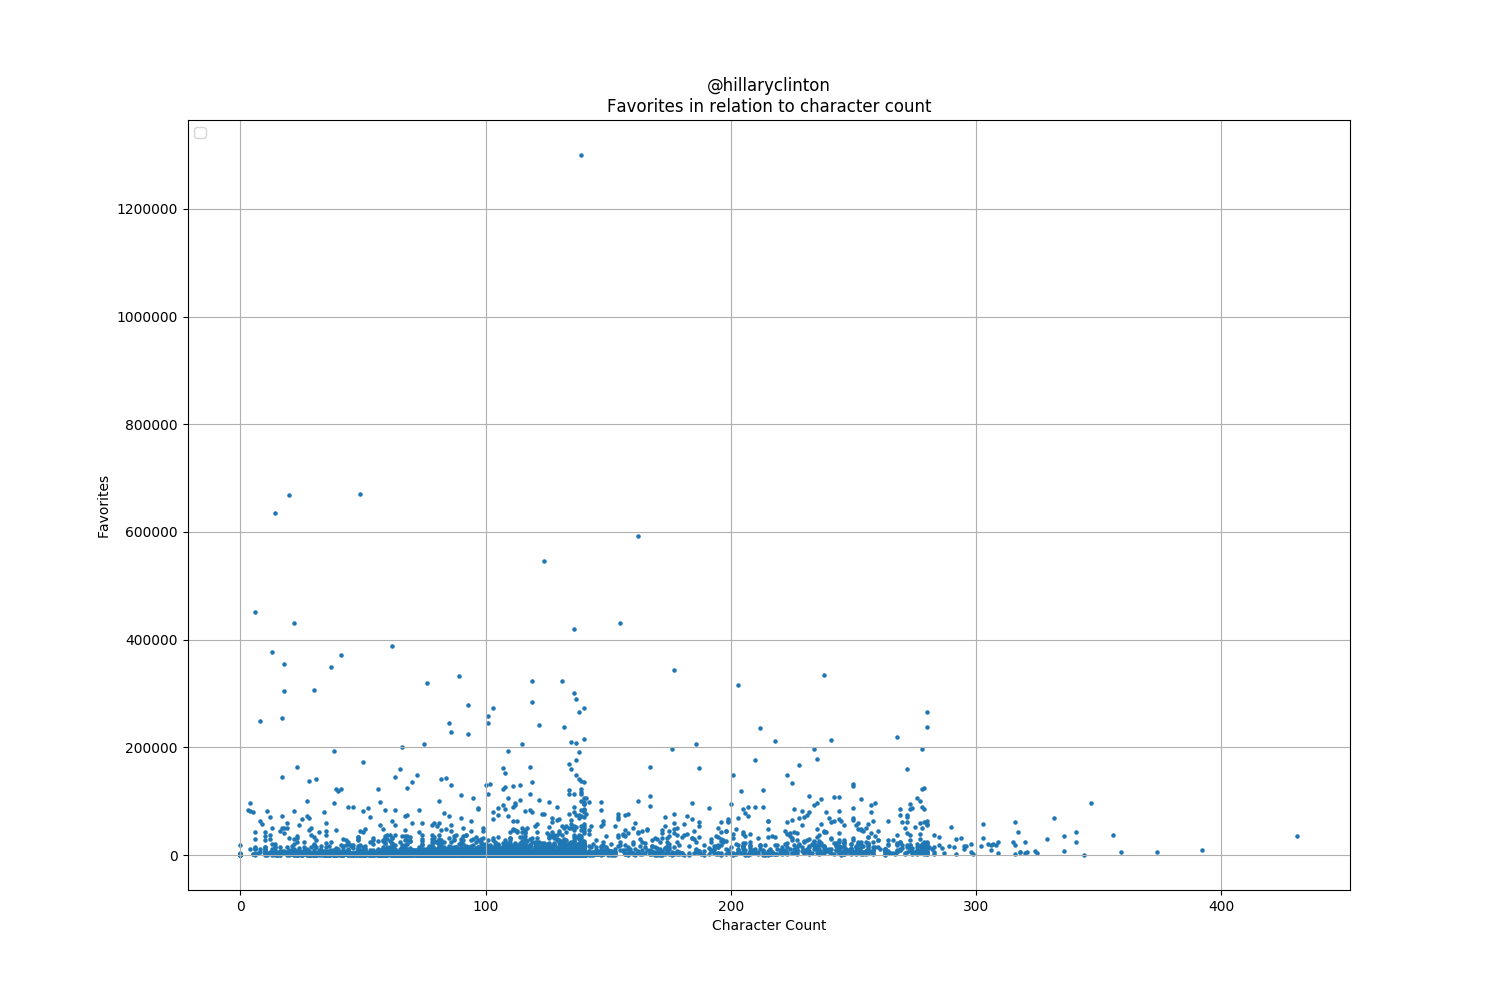 @hillaryclinton
Favorites in relation to character count
1200000
1000000
800000
600000
400000
200000
0
Favorites
0 100 200 300 400
Character Count